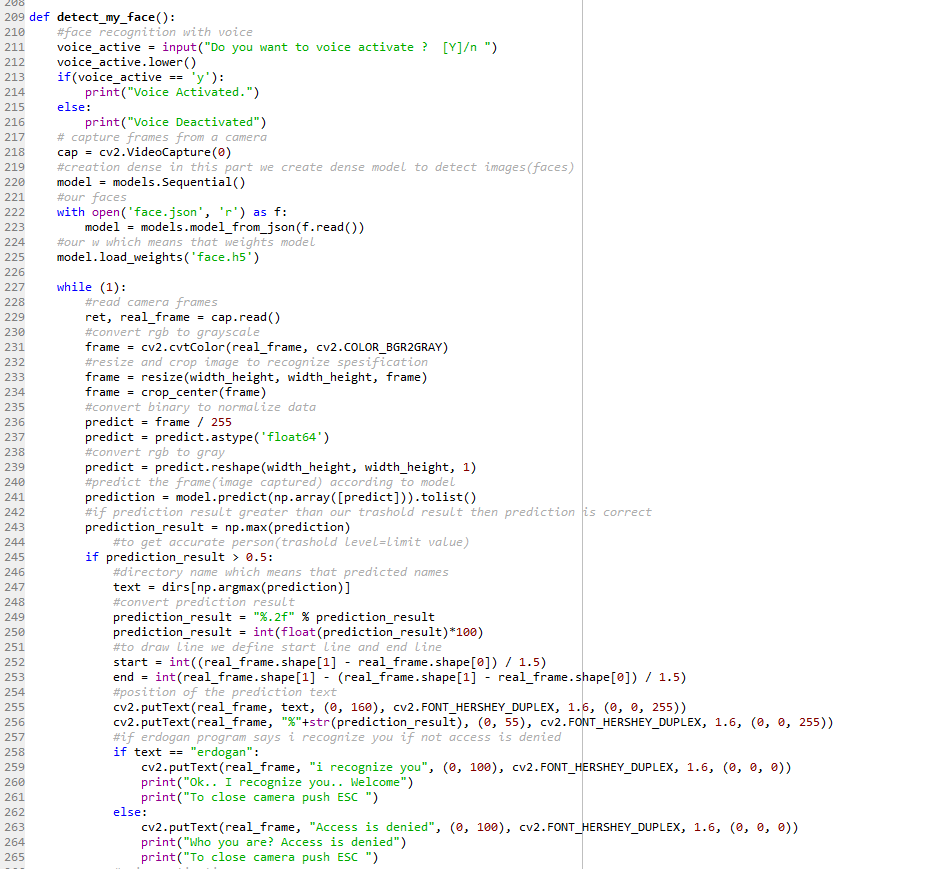 208
209 def detect_my_face():
210     #face recognition with voice
211     voice_active = input("Do you want to voice activate ?  [Y]/n ")
212     voice_active.lower()
213     if(voice_active == 'y'):
214         print("Voice Activated.")
215     else:
216         print("Voice Deactivated")
217     # capture frames from a camera
218     cap = cv2.VideoCapture(0)
219     #creation dense in this part we create dense model to detect images(faces)
220     model = models.Sequential()
221     #our faces
222     with open('face.json', 'r') as f:
223         model = models.model_from_json(f.read())
224     #our w which means that weights model
225     model.load_weights('face.h5')
226
227     while (1):
228         #read camera frames
229         ret, real_frame = cap.read()
230         #convert rgb to grayscale
231         frame = cv2.cvtColor(real_frame, cv2.COLOR_BGR2GRAY)
232         #resize and crop image to recognize spesification
233         frame = resize(width_height, width_height, frame)
234         frame = crop_center(frame)
235         #convert binary to normalize data
236         predict = frame / 255
237         predict = predict.astype('float64')
238         #convert rgb to gray
239         predict = predict.reshape(width_height, width_height, 1)
240         #predict the frame(image captured) according to model
241         prediction = model.predict(np.array([predict])).tolist()
242         #if prediction result greater than our trashold result then prediction is correct
243         prediction_result = np.max(prediction)
244             #to get accurate person(trashold level=limit value)
245         if prediction_result > 0.5:
246             #directory name which means that predicted names
247             text = dirs[np.argmax(prediction)]
248             #convert prediction result
249             prediction_result = "%.2f" % prediction_result
250             prediction_result = int(float(prediction_result)*100)
251             #to draw line we define start line and end line
252             start = int((real_frame.shape[1] - real_frame.shape[0]) / 1.5)
253             end = int(real_frame.shape[1] - (real_frame.shape[1] - real_frame.shape[0]) / 1.5)
254             #position of the prediction text
255             cv2.putText(real_frame, text, (0, 160), cv2.FONT_HERSHEY_DUPLEX, 1.6, (0, 0, 255))
256             cv2.putText(real_frame, "%"+str(prediction_result), (0, 55), cv2.FONT_HERSHEY_DUPLEX, 1.6, (0, 0, 255))
257             #if erdogan program says i recognize you if not access is denied
258             if text == "erdogan":
259                 cv2.putText(real_frame, "i recognize you", (0, 100), cv2.FONT_HERSHEY_DUPLEX, 1.6, (0, 0, 0))
260                 print("Ok.. I recognize you.. Welcome")
261                 print("To close camera push ESC ")
262             else:
263                 cv2.putText(real_frame, "Access is denied", (0, 100), cv2.FONT_HERSHEY_DUPLEX, 1.6, (0, 0, 0))
264                 print("Who you are? Access is denied")
265                 print("To close camera push ESC ")